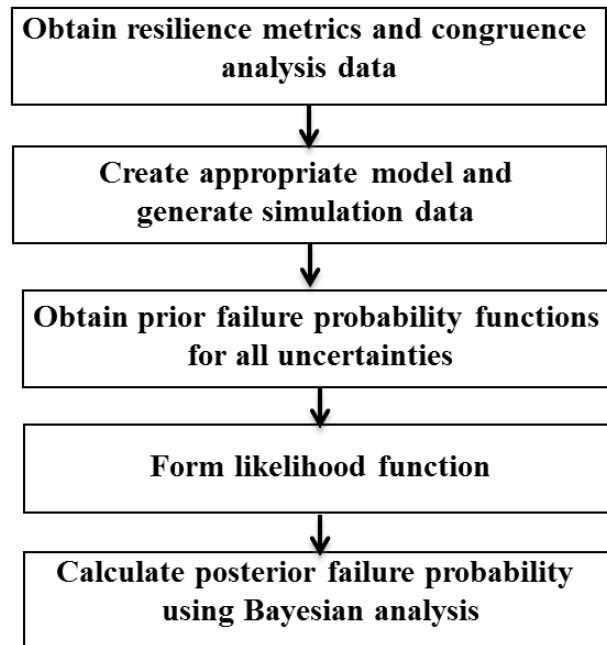 Obtain resilience metrics and congruence
analysis data
Create appropriate model and
generate simulation data
Obtain prior failure probability functions
for all uncertainties
Form likelihood function
Calculate posterior failure probability
using Bayesian analysis